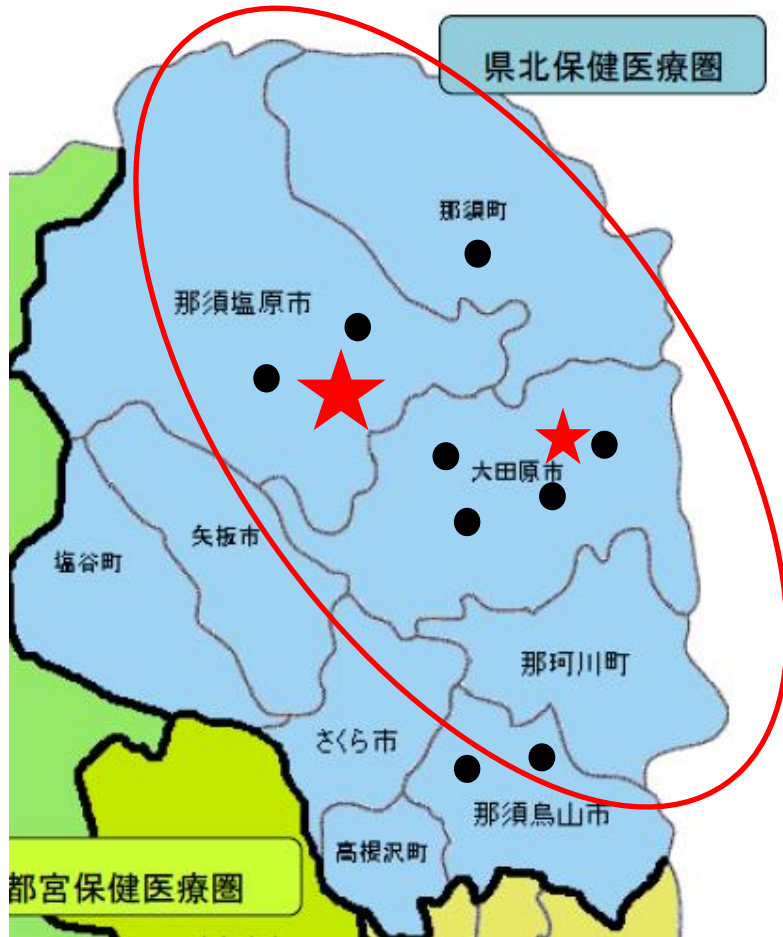 県北保健医療圏
那須町
那須塩原市
大田原市
矢板市
塩谷町
那珂川町
さくら市
那須烏山市
高根沢町
都宮保健医療圏